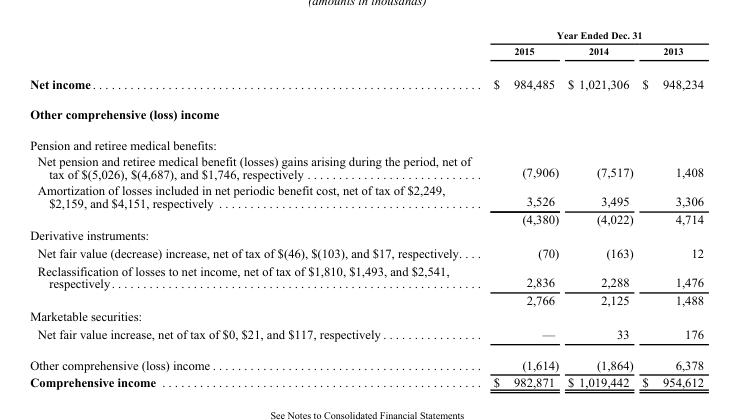 (amounts in thousands)
Year Ended Dec. 31
2015 2014 2013
Net income $ 984,485 $ 1,021,306 $ 948,234
Other comprehensive (loss) income
Pension and retiree medical benefits:
Net pension and retiree medical benefit (losses) gains arising during the period, net of
tax of $(5,026), $(4,687), and $1,746, respectively (7,906) (7,517) 1,408
Amortization of losses included in net periodic benefit cost, net of tax of $2,249,
$2,159, and $4,151, respectively 3,526 3,495 3,306
(4,380) (4,022) 4,714
Derivative instruments:
Net fair value (decrease) increase, net of tax of $(46), $(103), and $17, respectively (70) (163) 12
Reclassification of losses to net income, net of tax of $1,810, $1,493, and $2,541,
respectively 2,836 2,288 1,476
2,766 2,125 1,488
Marketable securities:
Net fair value increase, net of tax of $0, $21, and $117, respectively — 33 176
Other comprehensive (loss) income (1,614) (1,864) 6,378
Comprehensive income $ 982,871 $ 1,019,442 $ 954,612
See Notes to Consolidated Financial Statements